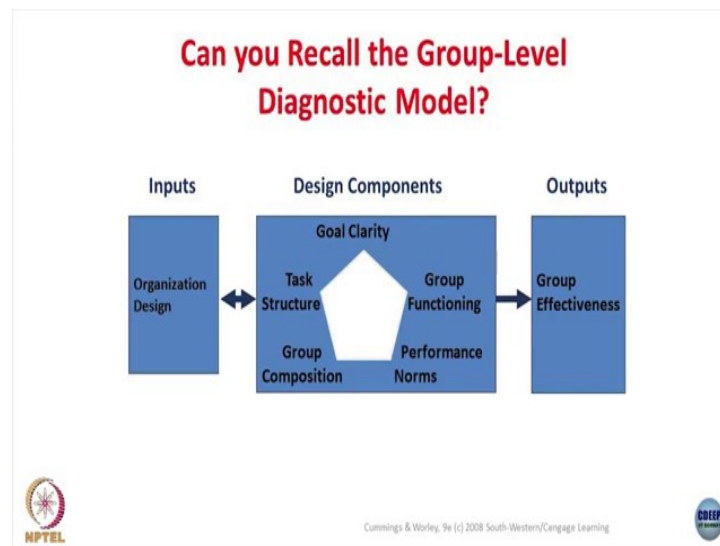 Can you Recall the Group-Level
Diagnostic Model?
Inputs
Design Components
Outputs
Organization
Design
Goal Clarity
Task
Structure
Group
Functioning
Group
Composition
Performance
Norms
Group
Effectiveness
NPTEL
Cummings & Worley, 9e (c) 2008 South-Western/Cengage Learning
CDEEP